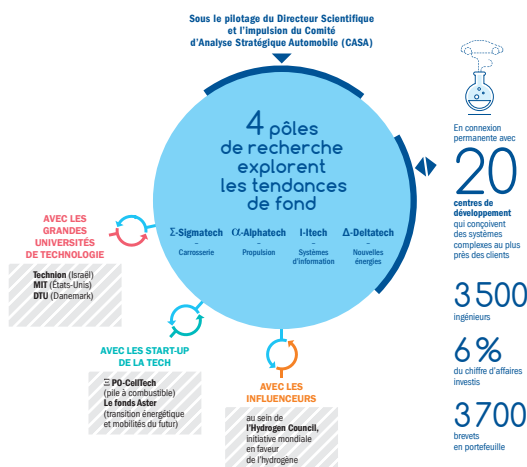 Sous le pilotage du Directeur Scientifique
et l'impulsion du Comité
d'Analyse Stratégique Automobile (CASA)
4 pôles
de recherche
explorent
les tendances
de fond
Σ-Sigmatech
–
Carrosserie
α-Alphatech
–
Propulsion
I-Itech
–
Systèmes
d'information
Δ-Deltatech
–
Nouvelles
énergies
AVEC LES
GRANDES
UNIVERSITÉS
DE TECHNOLOGIE
Technion (Israël)
MIT (États-Unis)
DTU (Danemark)
AVEC LES START-UP
DE LA TECH
Ξ PO-CellTech
(pile à combustible)
Le fonds Aster
(transition énergétique
et mobilités du futur)
AVEC LES
INFLUENCEURS
au sein de
l'Hydrogen Council,
initiative mondiale
en faveur
de l'hydrogène
En connexion
permanente avec
20
centres de
développement
qui conçoivent
des systèmes
complexes au plus
près des clients
3 500
ingénieurs
6 %
du chiffre d'affaires
investis
3 700
brevets
en portefeuille